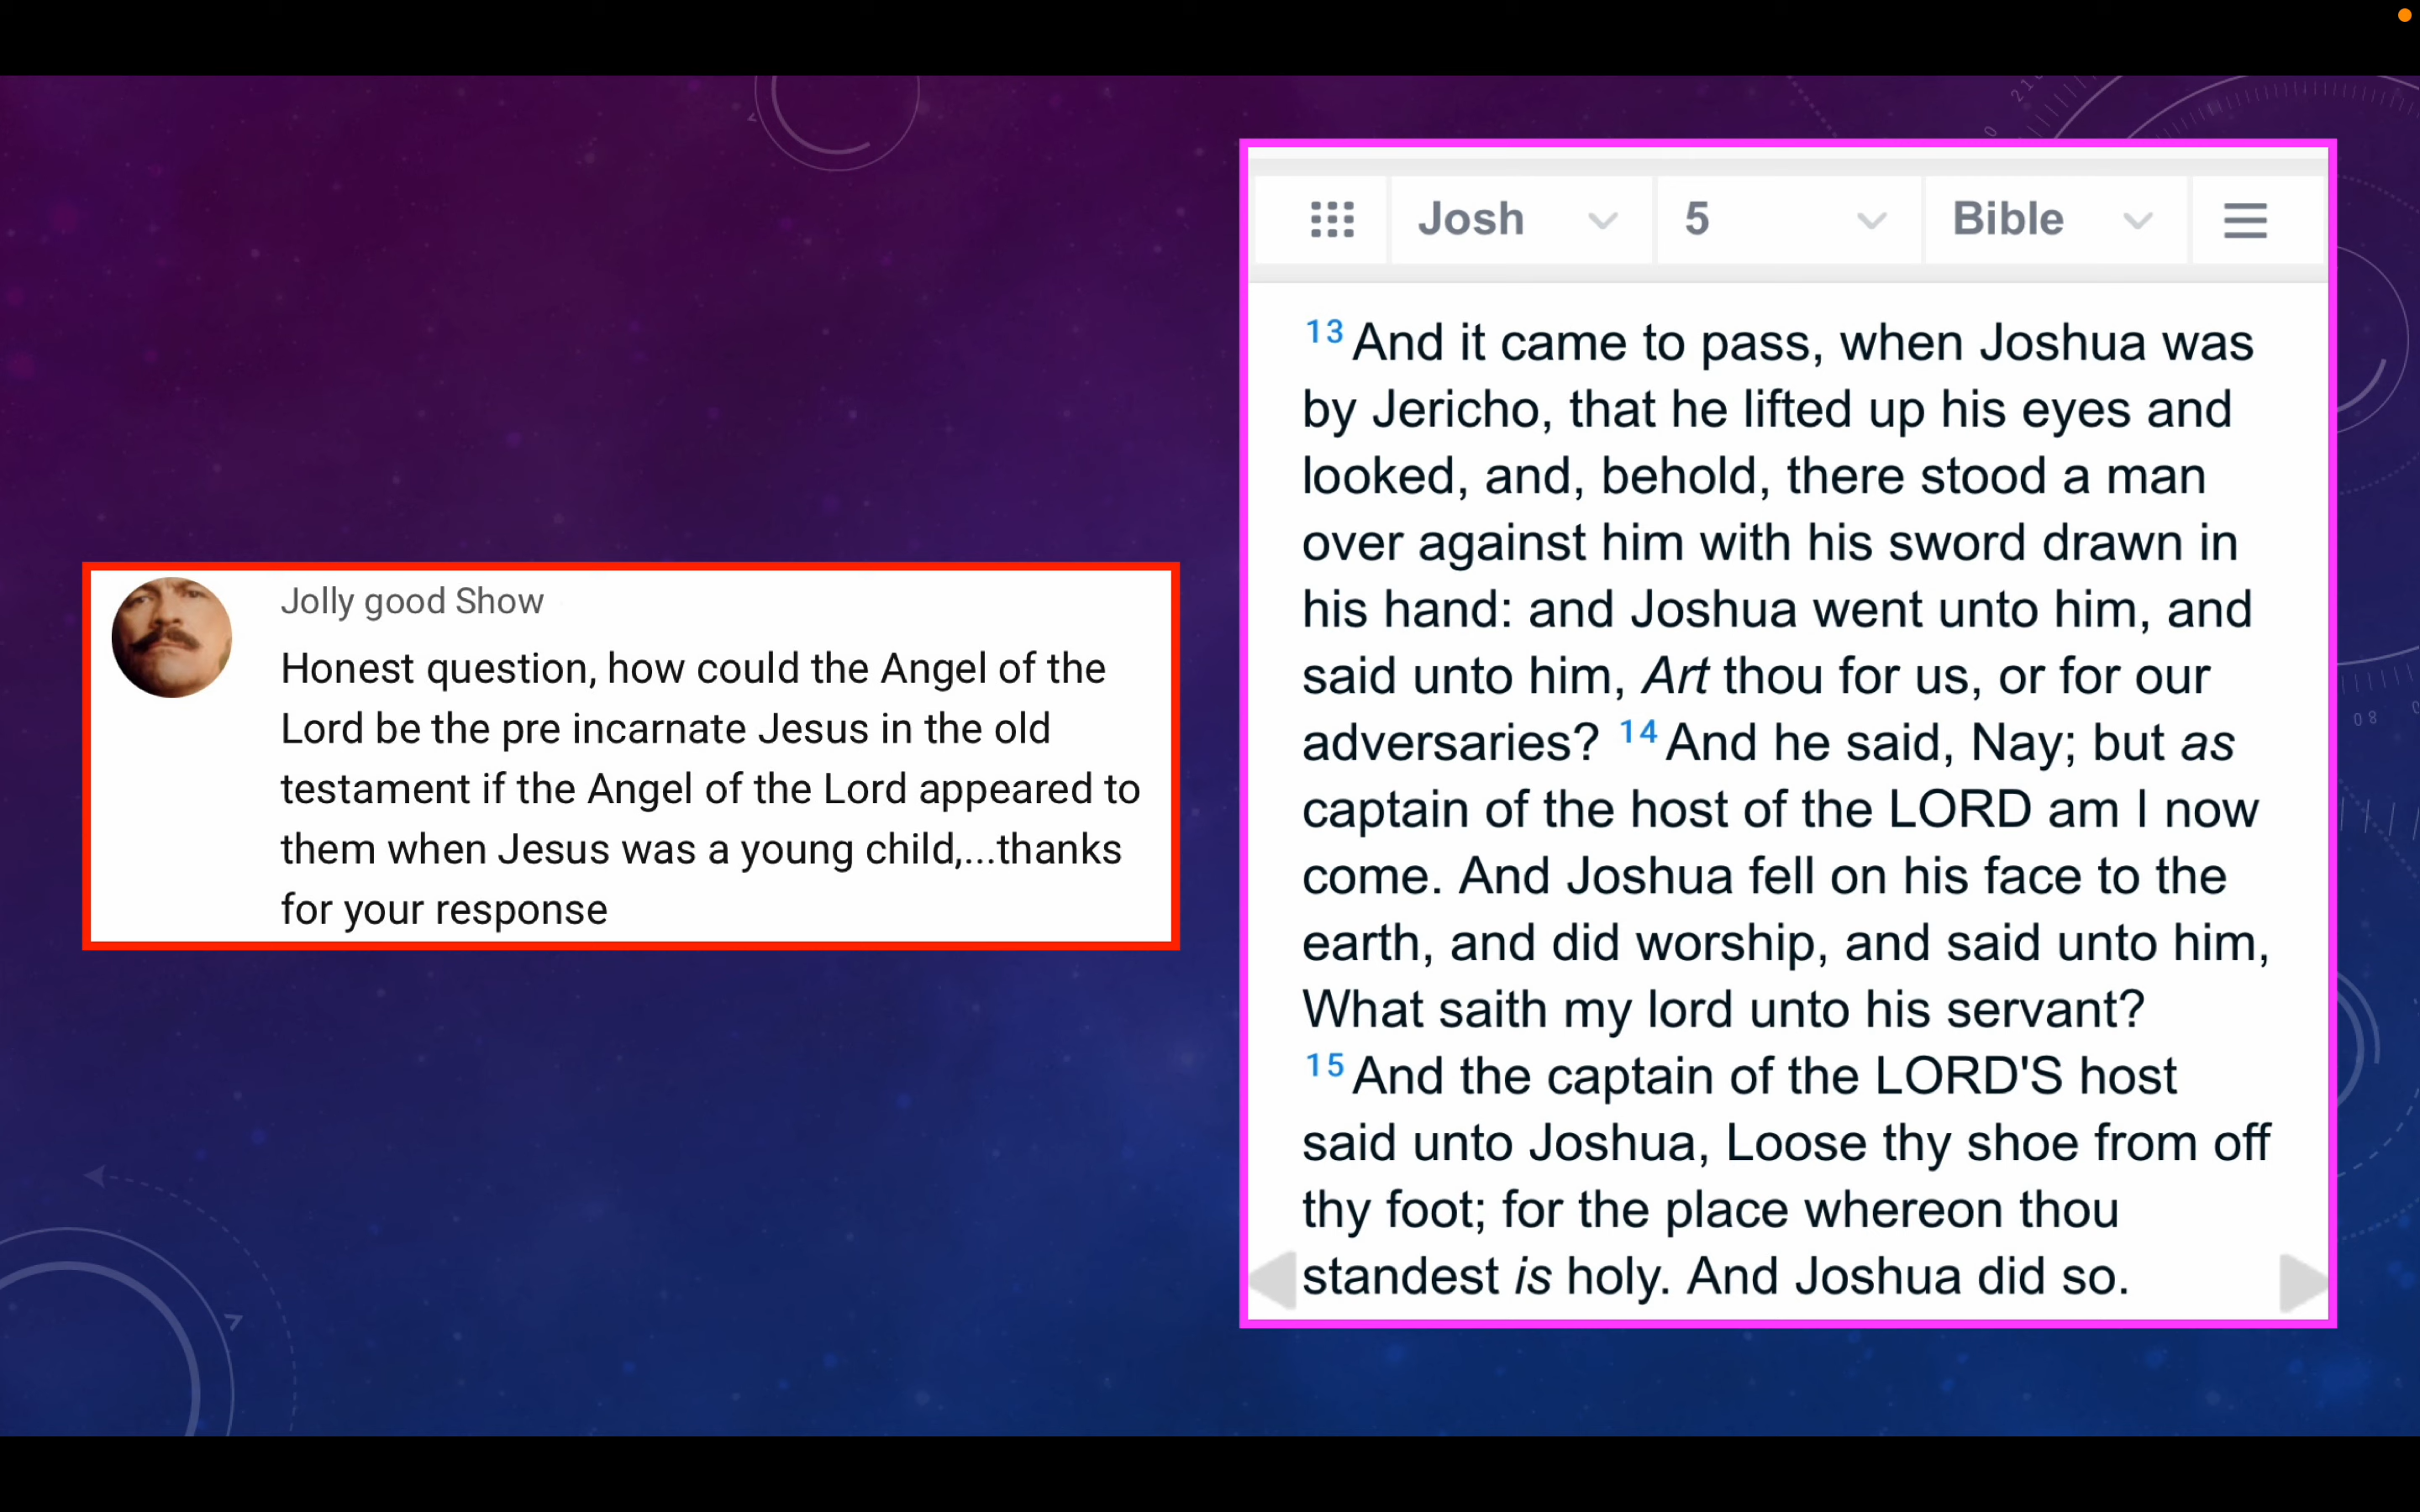 Jolly good Show
Honest question, how could the Angel of the
Lord be the pre incarnate Jesus in the old
testament if the Angel of the Lord appeared to
them when Jesus was a young child,...thanks
for your response
Josh 5 Bible
13 And it came to pass, when Joshua was
by Jericho, that he lifted up his eyes and
looked, and, behold, there stood a man
over against him with his sword drawn in
his hand: and Joshua went unto him, and
said unto him, Art thou for us, or for our
adversaries? 14 And he said, Nay; but as
captain of the host of the LORD am I now
come. And Joshua fell on his face to the
earth, and did worship, and said unto him,
What saith my lord unto his servant?
15 And the captain of the LORD'S host
said unto Joshua, Loose thy shoe from off
thy foot; for the place whereon thou
standest is holy. And Joshua did so.